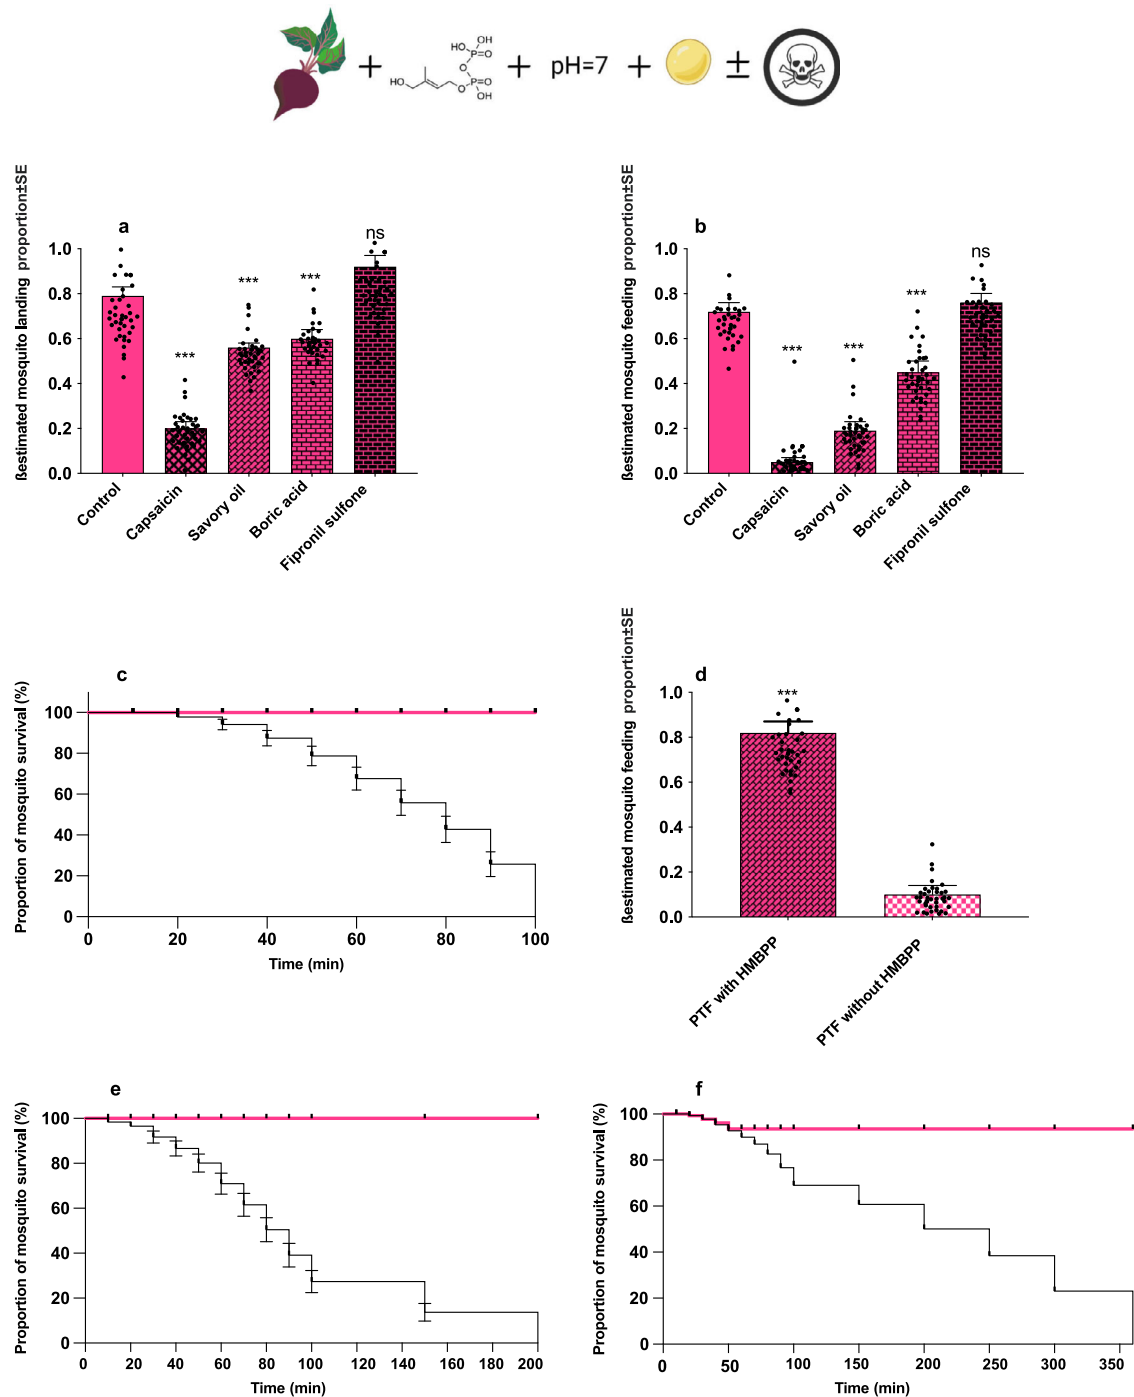 HO OH
P=O
O
HO O P=O
OH
+ + pH=7 + ±
ßestimated mosquito landing proportion±SE
a
1.0
0.8
0.6
0.4
0.2
0.0
***
***
***
ns
Control
Capsaicin
Savory oil
Boric acid
Fipronil sulfone
ßestimated mosquito feeding proportion±SE
b
1.0
0.8
0.6
0.4
0.2
0.0
***
***
***
ns
Control
Capsaicin
Savory oil
Boric acid
Fipronil sulfone
c
Proportion of mosquito survival (%)
100
80
60
40
20
0
0 20 40 60 80 100
Time (min)
ßestimated mosquito feeding proportion±SE
d
1.0
0.8
0.6
0.4
0.2
0.0
***
PTF with HMBPP
PTF without HMBPP
e
Proportion of mosquito survival (%)
100
80
60
40
20
0
0 20 40 60 80 100 120 140 160 180 200
Time (min)
f
Proportion of mosquito survival (%)
100
80
60
40
20
0
0 50 100 150 200 250 300 350
Time (min)